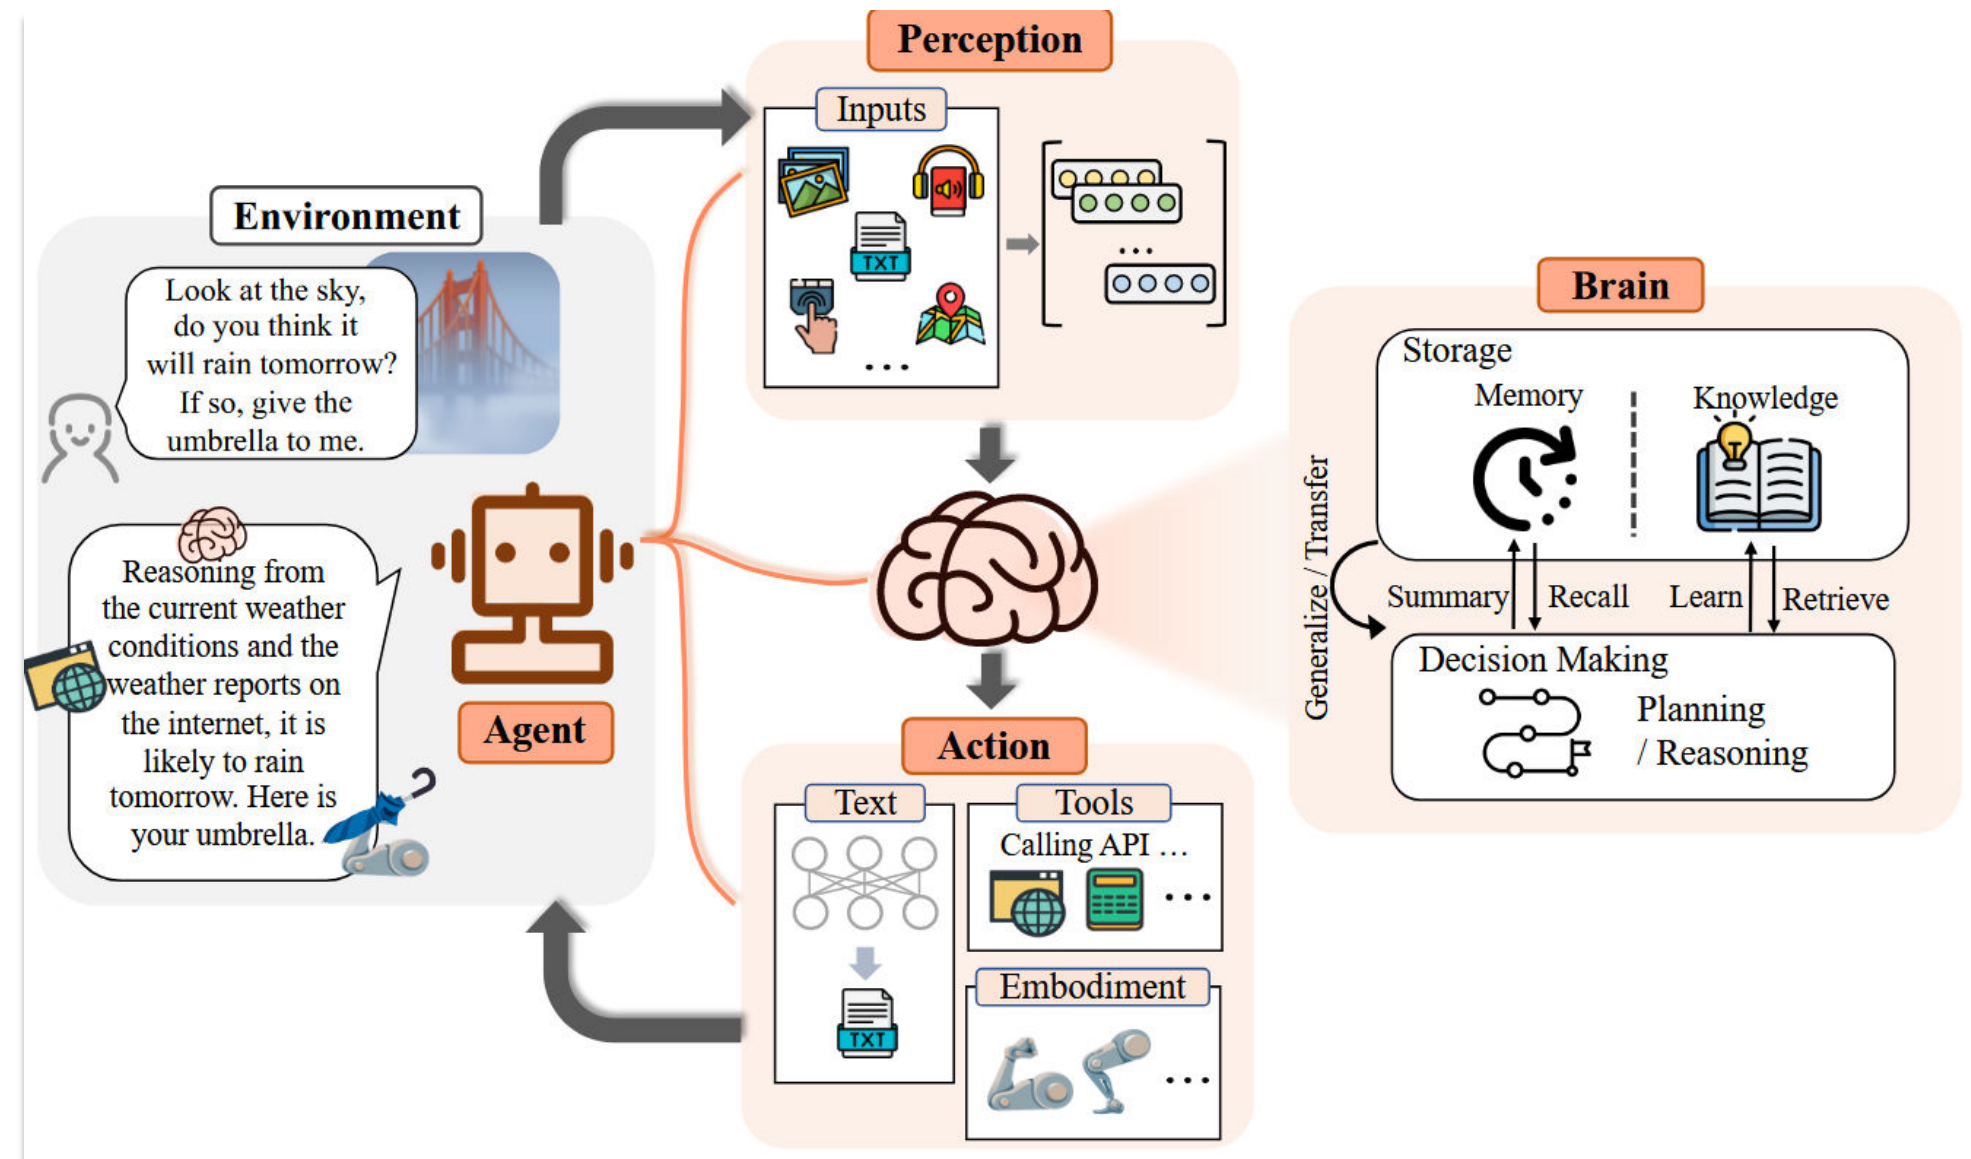 Perception
Inputs
TXT
...
...
Environment
Look at the sky,
do you think it
will rain tomorrow?
If so, give the
umbrella to me.
Reasoning from
the current weather
conditions and the
weather reports on
the internet, it is
likely to rain
tomorrow. Here is
your umbrella.
Agent
Brain
Storage
Memory
Knowledge
Generalize / Transfer
Summary
Recall
Learn
Retrieve
Decision Making
Planning
/ Reasoning
Action
Text
TXT
Tools
Calling API ...
...
Embodiment
...